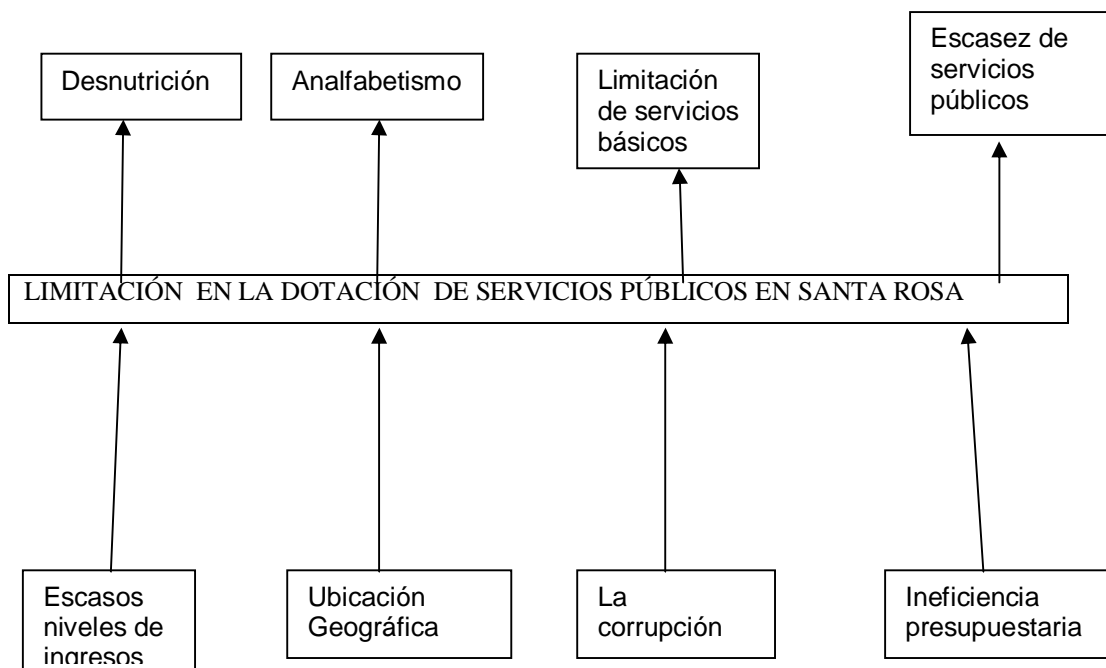 Desnutrición
Analfabetismo
Limitación
de servicios
básicos
Escasez de
servicios
públicos
LIMITACIÓN EN LA DOTACIÓN DE SERVICIOS PÚBLICOS EN SANTA ROSA
Escasos
niveles de
ingresos
Ubicación
Geográfica
La
corrupción
Ineficiencia
presupuestaria